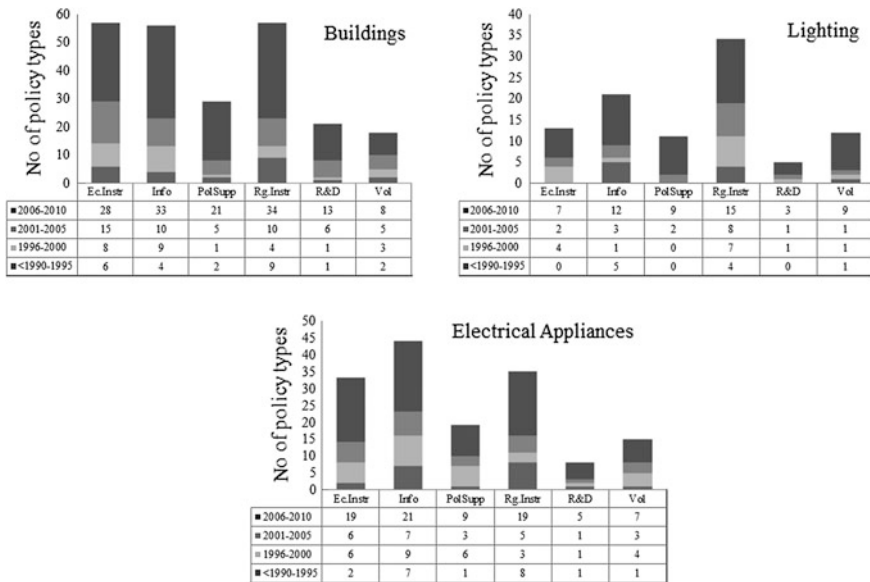 Buildings
No of policy types
60
50
40
30
20
10
0
Ec.Instr Info PolSupp Rg.Instr R&D Vol
2006-2010 28 33 21 34 13 8
2001-2005 15 10 5 10 6 5
1996-2000 8 9 1 4 1 3
<1990-1995 6 4 2 9 1 2
Lighting
No of policy types
40
35
30
25
20
15
10
5
0
Ec.Instr Info PolSupp Rg.Instr R&D Vol
2006-2010 7 12 9 15 3 9
2001-2005 2 3 2 8 1 1
1996-2000 4 1 0 7 1 1
<1990-1995 0 5 0 4 0 1
Electrical Appliances
No of policy types
50
45
40
35
30
25
20
15
10
5
0
Ec.Instr Info PolSupp Rg.Instr R&D Vol
2006-2010 19 21 9 19 5 7
2001-2005 6 7 3 5 1 3
1996-2000 6 9 6 3 1 4
<1990-1995 2 7 1 8 1 1